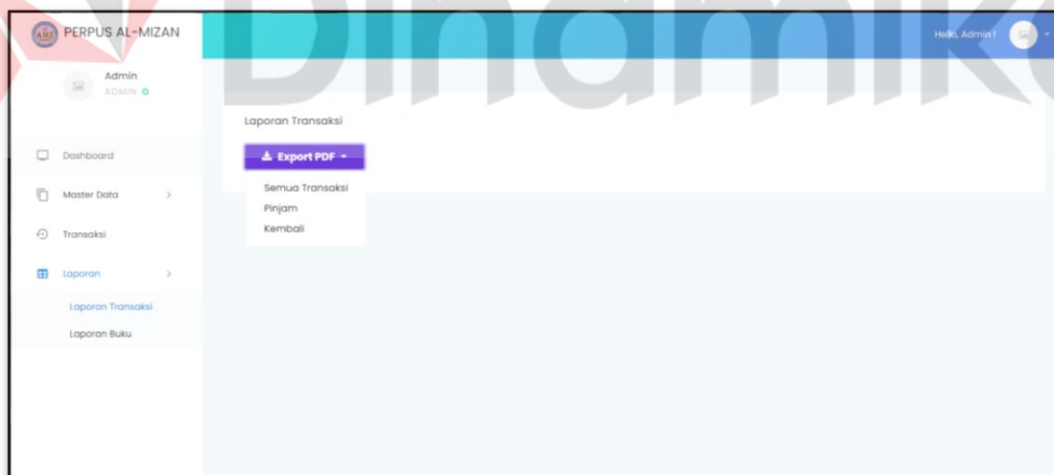 Dinamika
PERPUS AL-MIZAN
Hello, Admin !
Admin
ADMIN
Dashboard
Master Data
Transaksi
Laporan
Laporan Transaksi
Laporan Buku
Laporan Transaksi
Export PDF
Semua Transaksi
Pinjam
Kembali